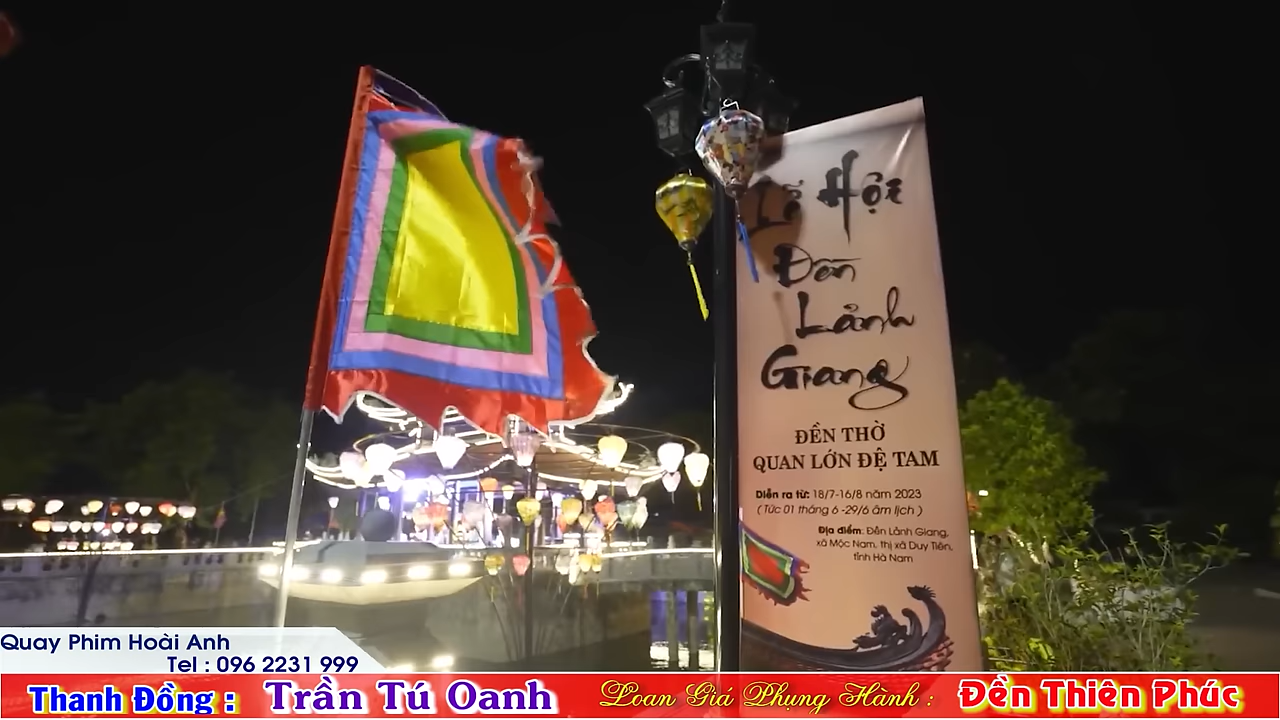 Lễ Hội
Đền
Lảnh
Giang
ĐỀN THỜ
QUAN LỚN ĐỆ TAM
Diễn ra từ: 18/7-16/8 năm 2023
( Tức 01 tháng 6 -29/6 âm lịch )
Địa điểm: Đền Lảnh Giang,
xã Mộc Nam, thị xã Duy Tiên,
tỉnh Hà Nam
Quay Phim Hoài Anh
Tel : 096 2231 999
Thanh Đồng : Trần Tú Oanh Loan Giá Phụng Hành : Đền Thiên Phúc